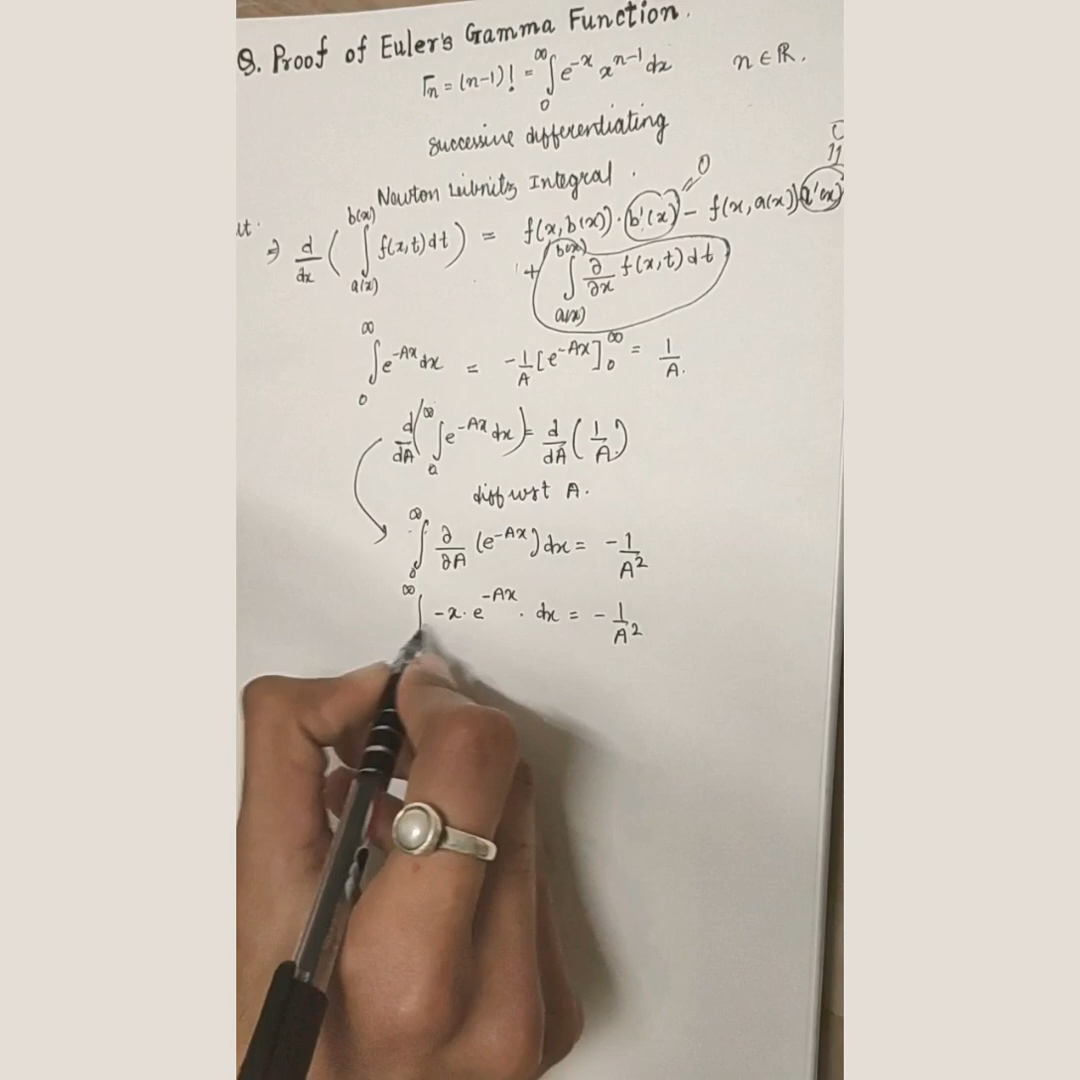 Q. Proof of Euler's Gamma Function.
Γn = (n-1)! = ∫₀^∞ e^{-x} x^{n-1} dx n ∈ ℝ.
successive differentiating
Newton Leibnitz Integral.
⇒ d/dx ( ∫_{a(x)}^{b(x)} f(x,t)dt ) = f(x,b(x))·b'(x) - f(x,a(x)) a'(x)
= 0
+ ∫_{a(x)}^{b(x)} ∂/∂x f(x,t)dt
∫₀^∞ e^{-Ax} dx = -1/A [e^{-Ax}]₀^∞ = 1/A.
d/dA ( ∫₀^∞ e^{-Ax} dx ) = d/dA (1/A)
diff wrt A.
∫₀^∞ ∂/∂A (e^{-Ax}) dx = -1/A²
∫^∞ -x·e^{-Ax}· dx = -1/A²